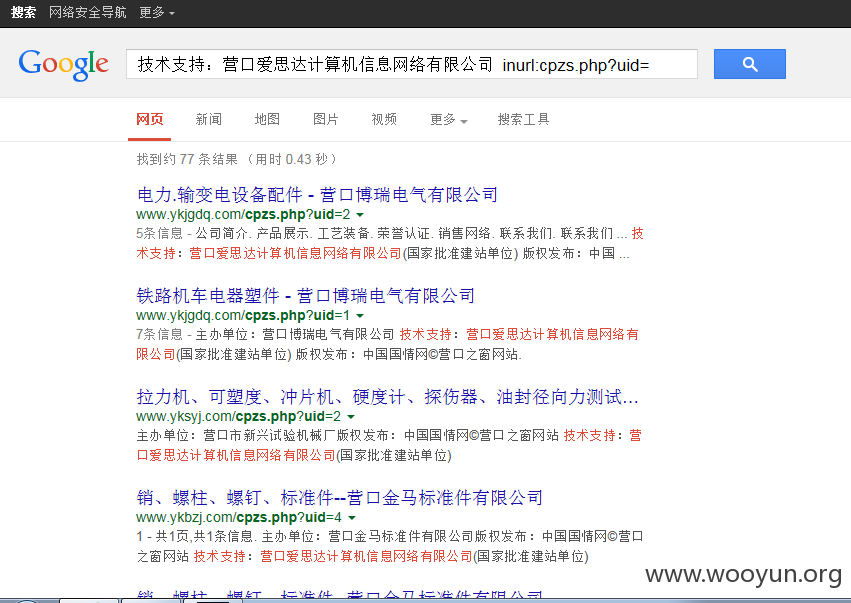 搜索 网络安全导航 更多
Google 技术支持：营口爱思达计算机信息网络有限公司 inurl:cpzs.php?uid=
网页 新闻 地图 图片 视频 更多 搜索工具
找到约 77 条结果 （用时 0.43 秒）
电力.输变电设备配件 - 营口博瑞电气有限公司
www.ykjgdq.com/cpzs.php?uid=2
5条信息 - 公司简介. 产品展示. 工艺装备. 荣誉认证. 销售网络. 联系我们. 联系我们 ... 技
术支持：营口爱思达计算机信息网络有限公司(国家批准建站单位) 版权发布：中国 ...
铁路机车电器塑件 - 营口博瑞电气有限公司
www.ykjgdq.com/cpzs.php?uid=1
7条信息 - 主办单位：营口博瑞电气有限公司 技术支持：营口爱思达计算机信息网络有
限公司(国家批准建站单位) 版权发布：中国国情网©营口之窗网站.
拉力机、可塑度、冲片机、硬度计、探伤器、油封径向力测试...
www.yksyj.com/cpzs.php?uid=2
主办单位：营口市新兴试验机械厂版权发布：中国国情网©营口之窗网站 技术支持：营
口爱思达计算机信息网络有限公司(国家批准建站单位)
销、螺柱、螺钉、标准件--营口金马标准件有限公司
www.ykbzj.com/cpzs.php?uid=4
1 - 共1页,共1条信息. 主办单位：营口金马标准件有限公司版权发布：中国国情网©营口
之窗网站 技术支持：营口爱思达计算机信息网络有限公司(国家批准建站单位)
销、螺柱、螺钉、标准件--营口金马标准件有限公司
www.wooyun.org